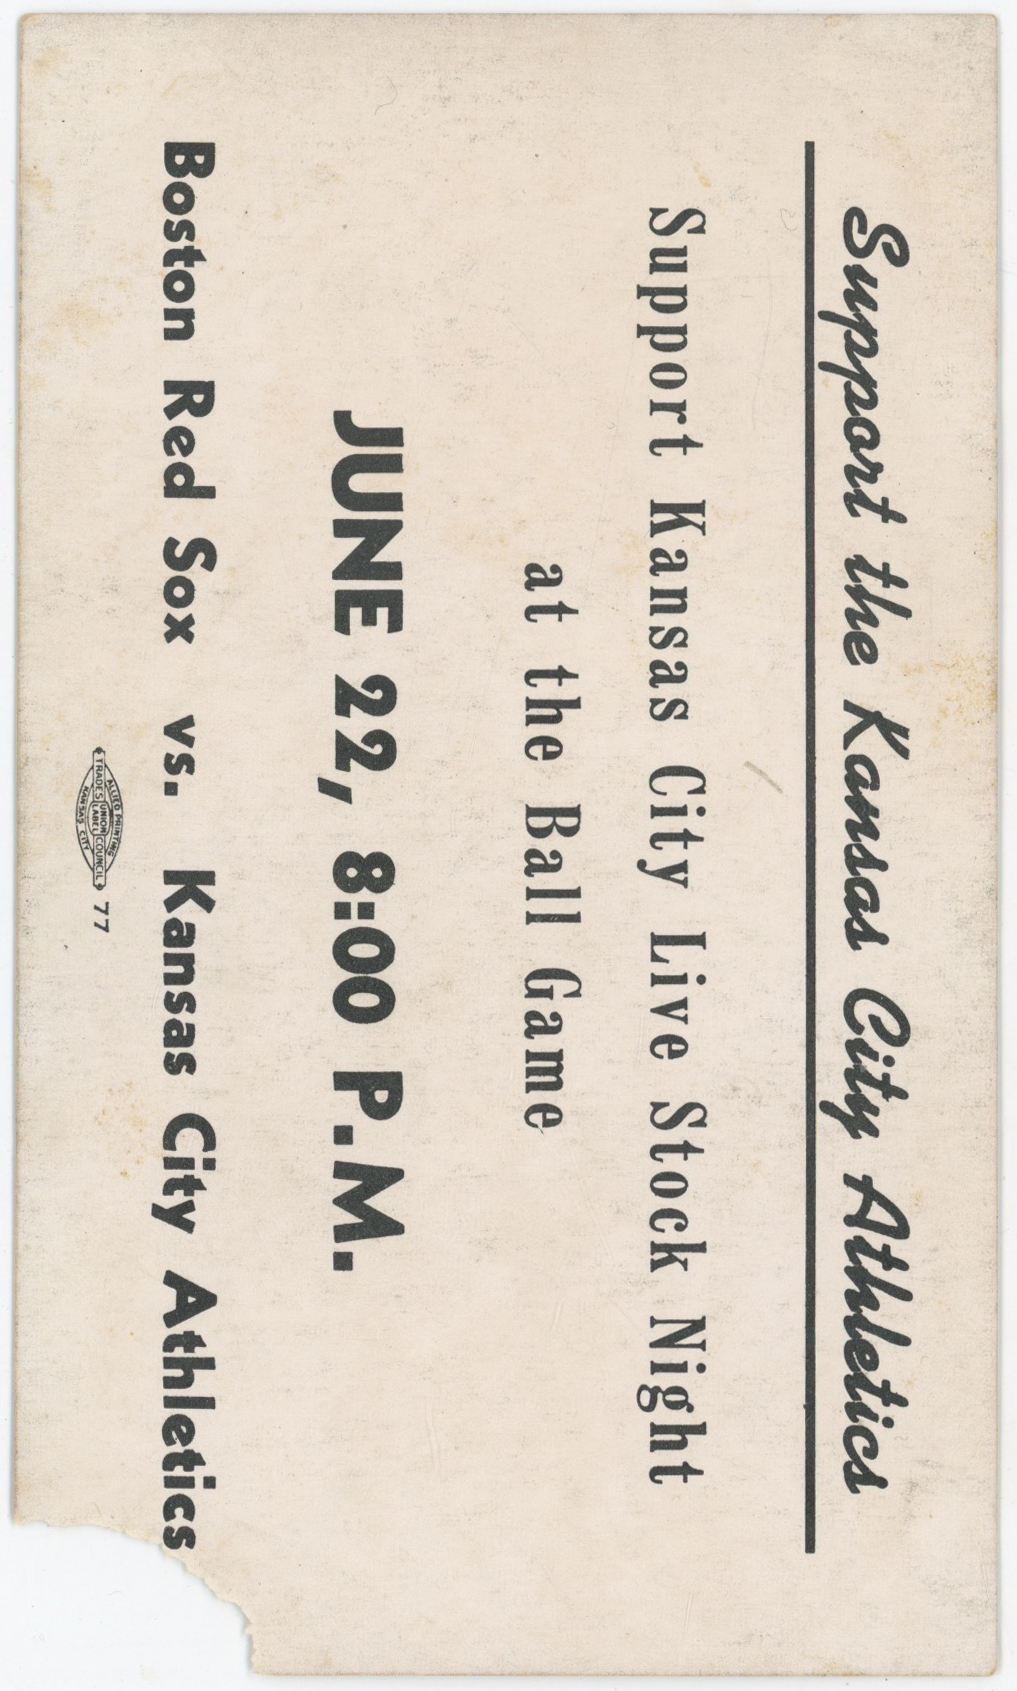 Support the Kansas City Athletics
Support Kansas City Live Stock Night
at the Ball Game
JUNE 22, 8:00 P.M.
Boston Red Sox vs. Kansas City Athletics
ALLIED PRINTING
TRADES UNION LABEL COUNCIL
KANSAS CITY
77